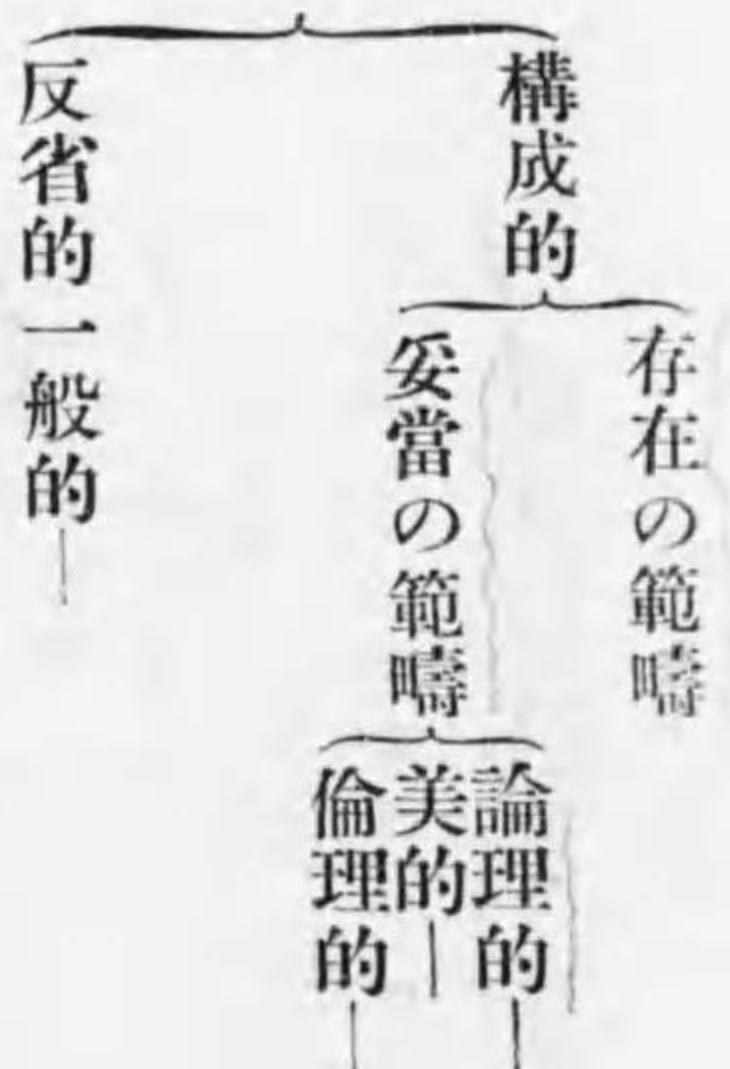 構成的
存在の範疇
妥當の範疇
論理的
美的
倫理的
反省的一般的